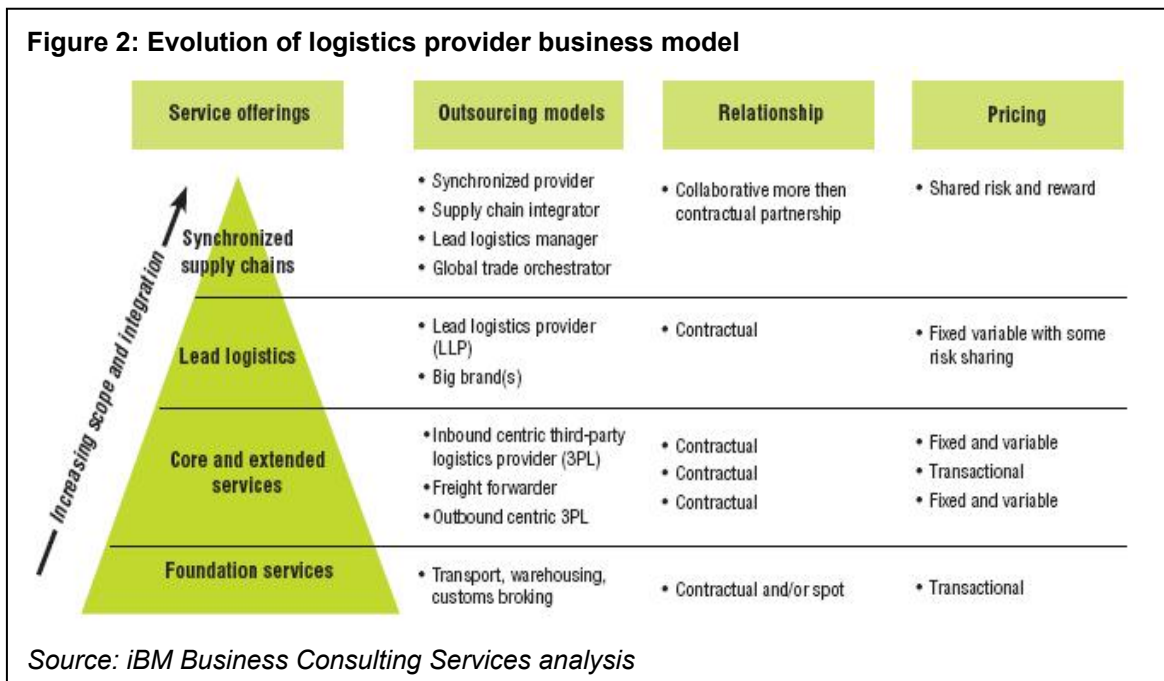 Figure 2: Evolution of logistics provider business model
Service offerings
Outsourcing models
Relationship
Pricing
Increasing scope and integration
Synchronized
supply chains
• Synchronized provider
• Supply chain integrator
• Lead logistics manager
• Global trade orchestrator
• Collaborative more then
contractual partnership
• Shared risk and reward
Lead logistics
• Lead logistics provider
(LLP)
• Big brand(s)
• Contractual
• Fixed variable with some
risk sharing
Core and extended
services
• Inbound centric third-party
logistics provider (3PL)
• Freight forwarder
• Outbound centric 3PL
• Contractual
• Contractual
• Contractual
• Fixed and variable
• Transactional
• Fixed and variable
Foundation services
• Transport, warehousing,
customs broking
• Contractual and/or spot
• Transactional
Source: iBM Business Consulting Services analysis